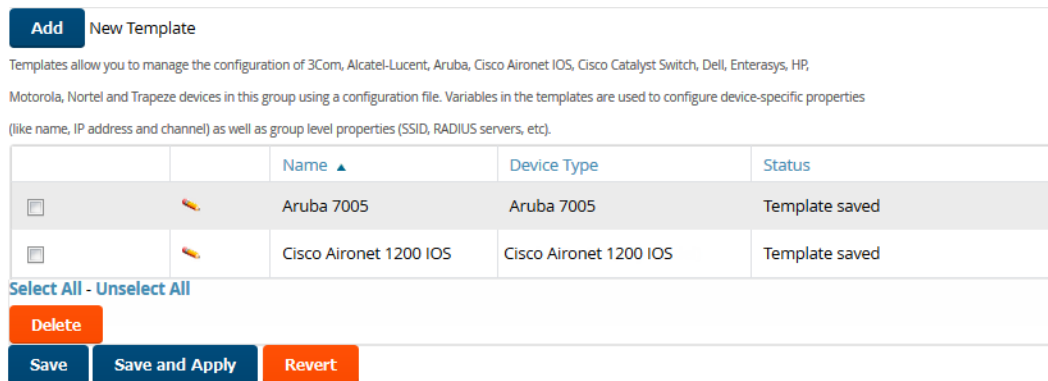 Add New Template
Templates allow you to manage the configuration of 3Com, Alcatel-Lucent, Aruba, Cisco Aironet IOS, Cisco Catalyst Switch, Dell, Enterasys, HP,
Motorola, Nortel and Trapeze devices in this group using a configuration file. Variables in the templates are used to configure device-specific properties
(like name, IP address and channel) as well as group level properties (SSID, RADIUS servers, etc).
Name Device Type Status
Aruba 7005 Aruba 7005 Template saved
Cisco Aironet 1200 IOS Cisco Aironet 1200 IOS Template saved
Select All - Unselect All
Delete
Save Save and Apply Revert